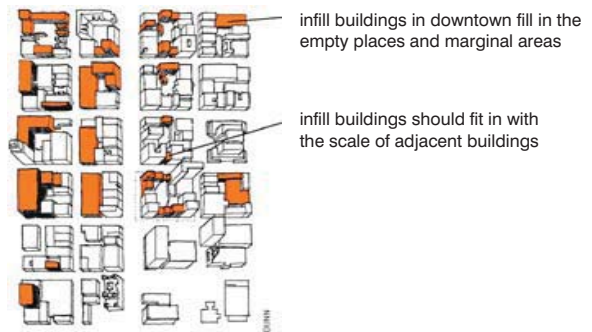 infill buildings in downtown fill in the
empty places and marginal areas
infill buildings should fit in with
the scale of adjacent buildings
DUNN